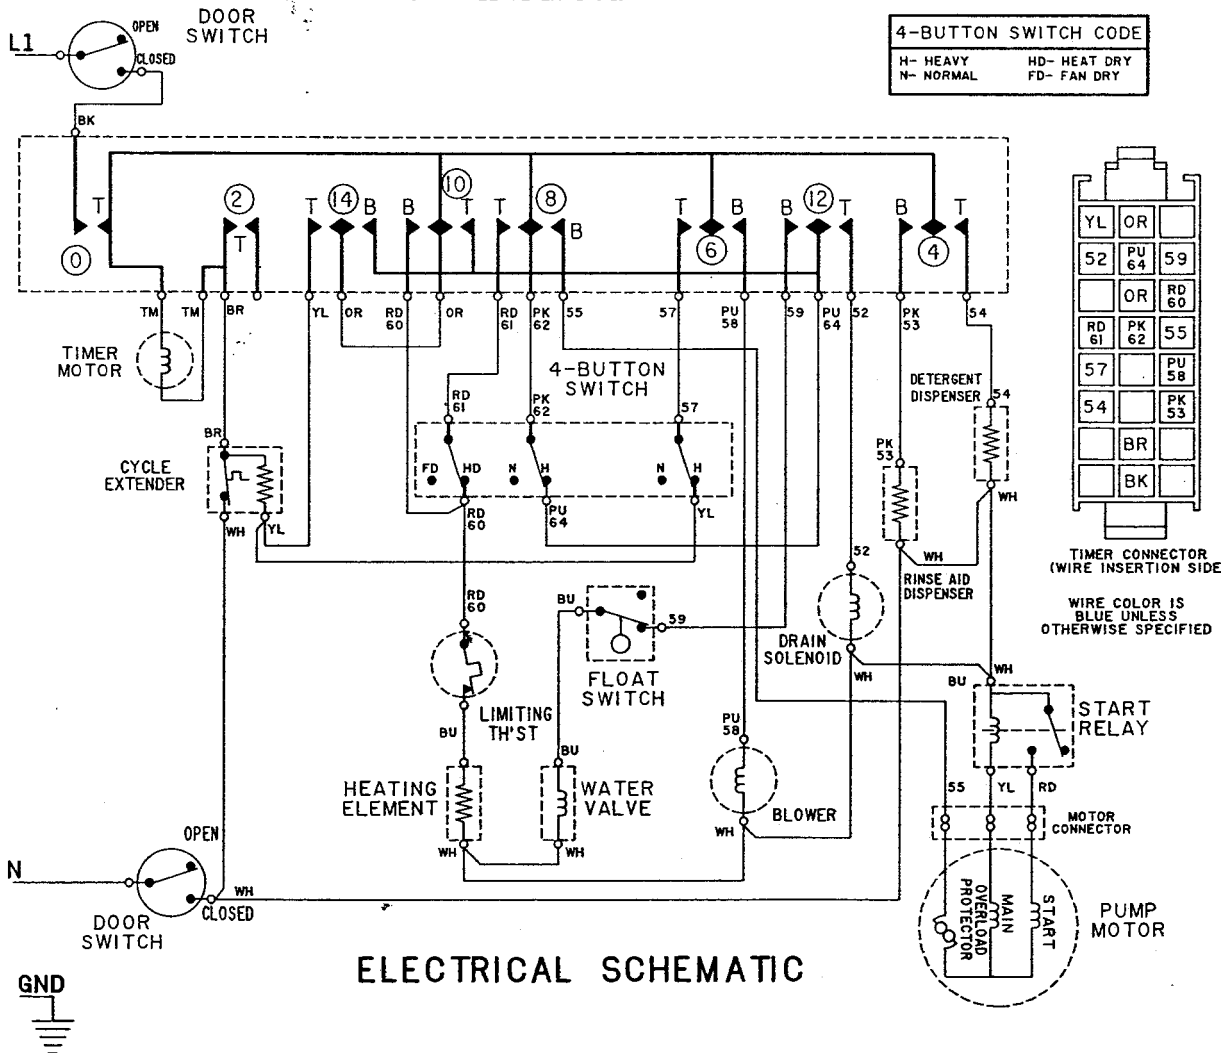 DOOR
SWITCH
OPEN
L1
CLOSED
4-BUTTON SWITCH CODE
H- HEAVY HD- HEAT DRY
N- NORMAL FD- FAN DRY
BK
T 2 T 14 B B 10 T T 8 B T 6 B B 12 T B 4 T
0
TM TM BR YL OR RD 60 OR RD 61 PK 62 55 57 PU 58 59 PU 64 52 PK 53 54
TIMER
MOTOR
4-BUTTON
SWITCH
RD 61 PK 62 57
DETERGENT
DISPENSER
54
BR
CYCLE
EXTENDER
FD HD N H N H
PK 53
WH YL
RD 60 PU 64 YL
WH
WH
RINSE AID
DISPENSER
YL OR
52 PU 64 59
OR RD 60
RD 61 PK 62 55
57 PU 58
54 PK 53
BR
BK
TIMER CONNECTOR
(WIRE INSERTION SIDE
WIRE COLOR IS
BLUE UNLESS
OTHERWISE SPECIFIED
RD 60
BU
59
FLOAT
SWITCH
52
DRAIN
SOLENOID
WH
LIMITING
TH'ST
BU
BU
WH
BU
START
RELAY
PU 58
HEATING
ELEMENT
WATER
VALVE
BLOWER
WH WH WH
55 YL RD
MOTOR
CONNECTOR
OPEN
N
WH
CLOSED
DOOR
SWITCH
OVERLOAD
PROTECTOR
MAIN
START
PUMP
MOTOR
ELECTRICAL SCHEMATIC
GND